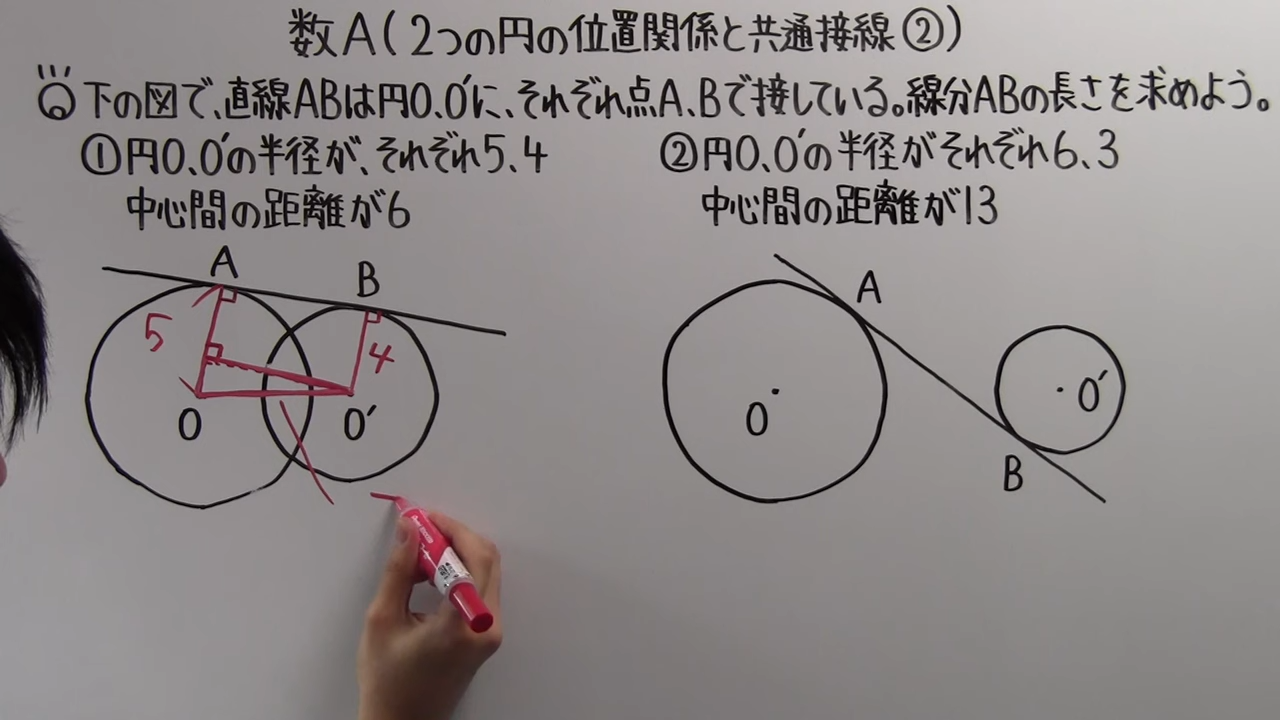 数A(2つの円の位置関係と共通接線②)
下の図で、直線ABは円O、O′に、それぞれ点A、Bで接している。線分ABの長さを求めよう。
①円O、O′の半径が、それぞれ5、4
中心間の距離が6
②円O、O′の半径がそれぞれ6、3
中心間の距離が13
A
B
5
4
O
O′
A
O
O′
B